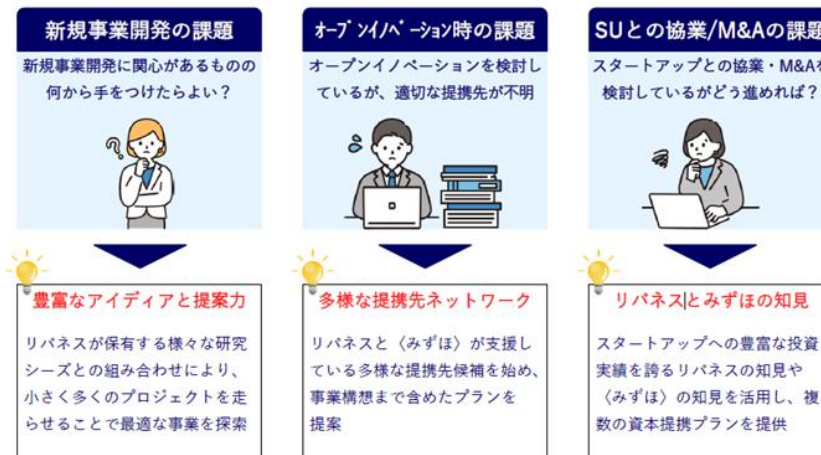 新規事業開発の課題
新規事業開発に関心があるものの
何から手をつけたらよい？
豊富なアイディアと提案力
リバネスが保有する様々な研究
シーズとの組み合わせにより、
小さく多くのプロジェクトを走
らせることで最適な事業を探索
ｵｰﾌﾟﾝｲﾉﾍﾞｰｼｮﾝ時の課題
オープンイノベーションを検討し
ているが、適切な提携先が不明
多様な提携先ネットワーク
リバネスと〈みずほ〉が支援し
ている多様な提携先候補を始め、
事業構想まで含めたプランを
提案
SUとの協業/M&Aの課題
スタートアップとの協業・M&Aを
検討しているがどう進めれば？
リバネスとみずほの知見
スタートアップへの豊富な投資
実績を誇るリバネスの知見や
〈みずほ〉の知見を活用し、複
数の資本提携プランを提供